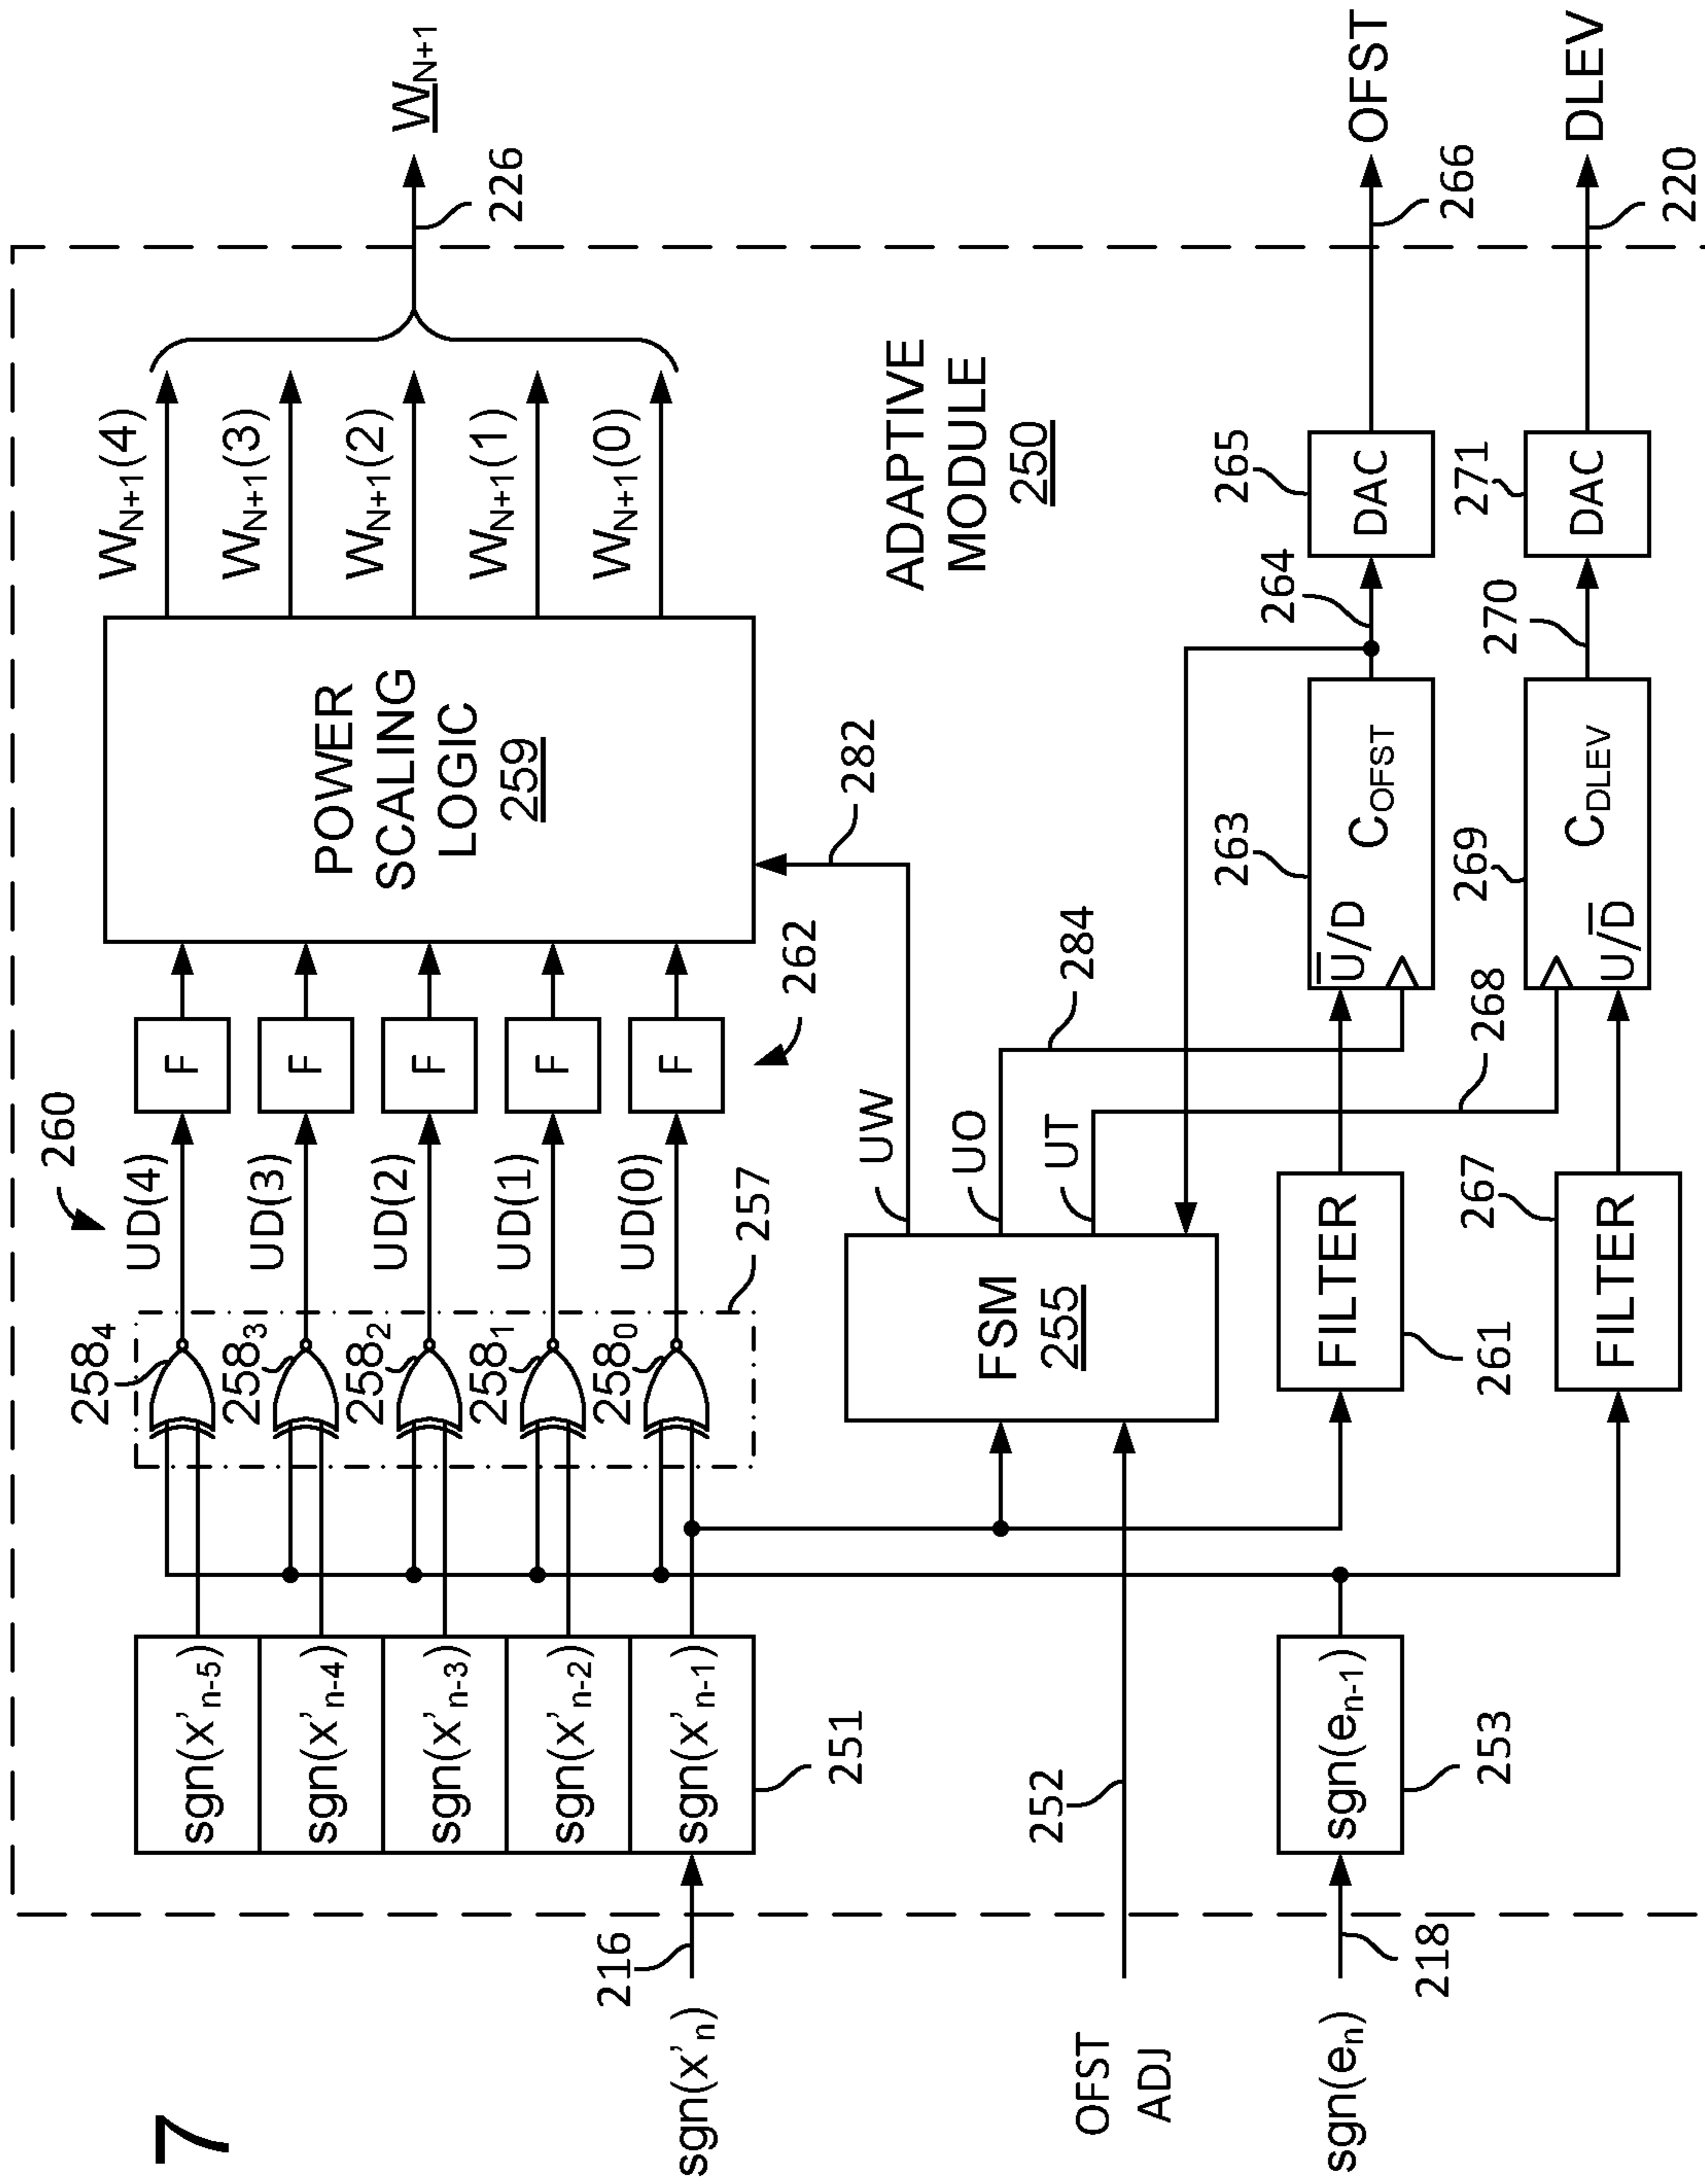 7
sgn(x'n)
216
OFST
ADJ
252
sgn(en)
218
sgn(x'n-5)
sgn(x'n-4)
sgn(x'n-3)
sgn(x'n-2)
sgn(x'n-1)
251
sgn(en-1)
253
2584
2583
2582
2581
2580
257
260
UD(4)
UD(3)
UD(2)
UD(1)
UD(0)
F
F
F
F
F
262
POWER
SCALING
LOGIC
259
WN+1(4)
WN+1(3)
WN+1(2)
WN+1(1)
WN+1(0)
WN+1
226
ADAPTIVE
MODULE
250
FSM
255
UW
UO
UT
282
284
268
FILTER
261
FILTER
267
263
U̅/D
COFST
269
U/D̅
CDLEV
264
270
265
DAC
271
DAC
OFST
266
DLEV
220